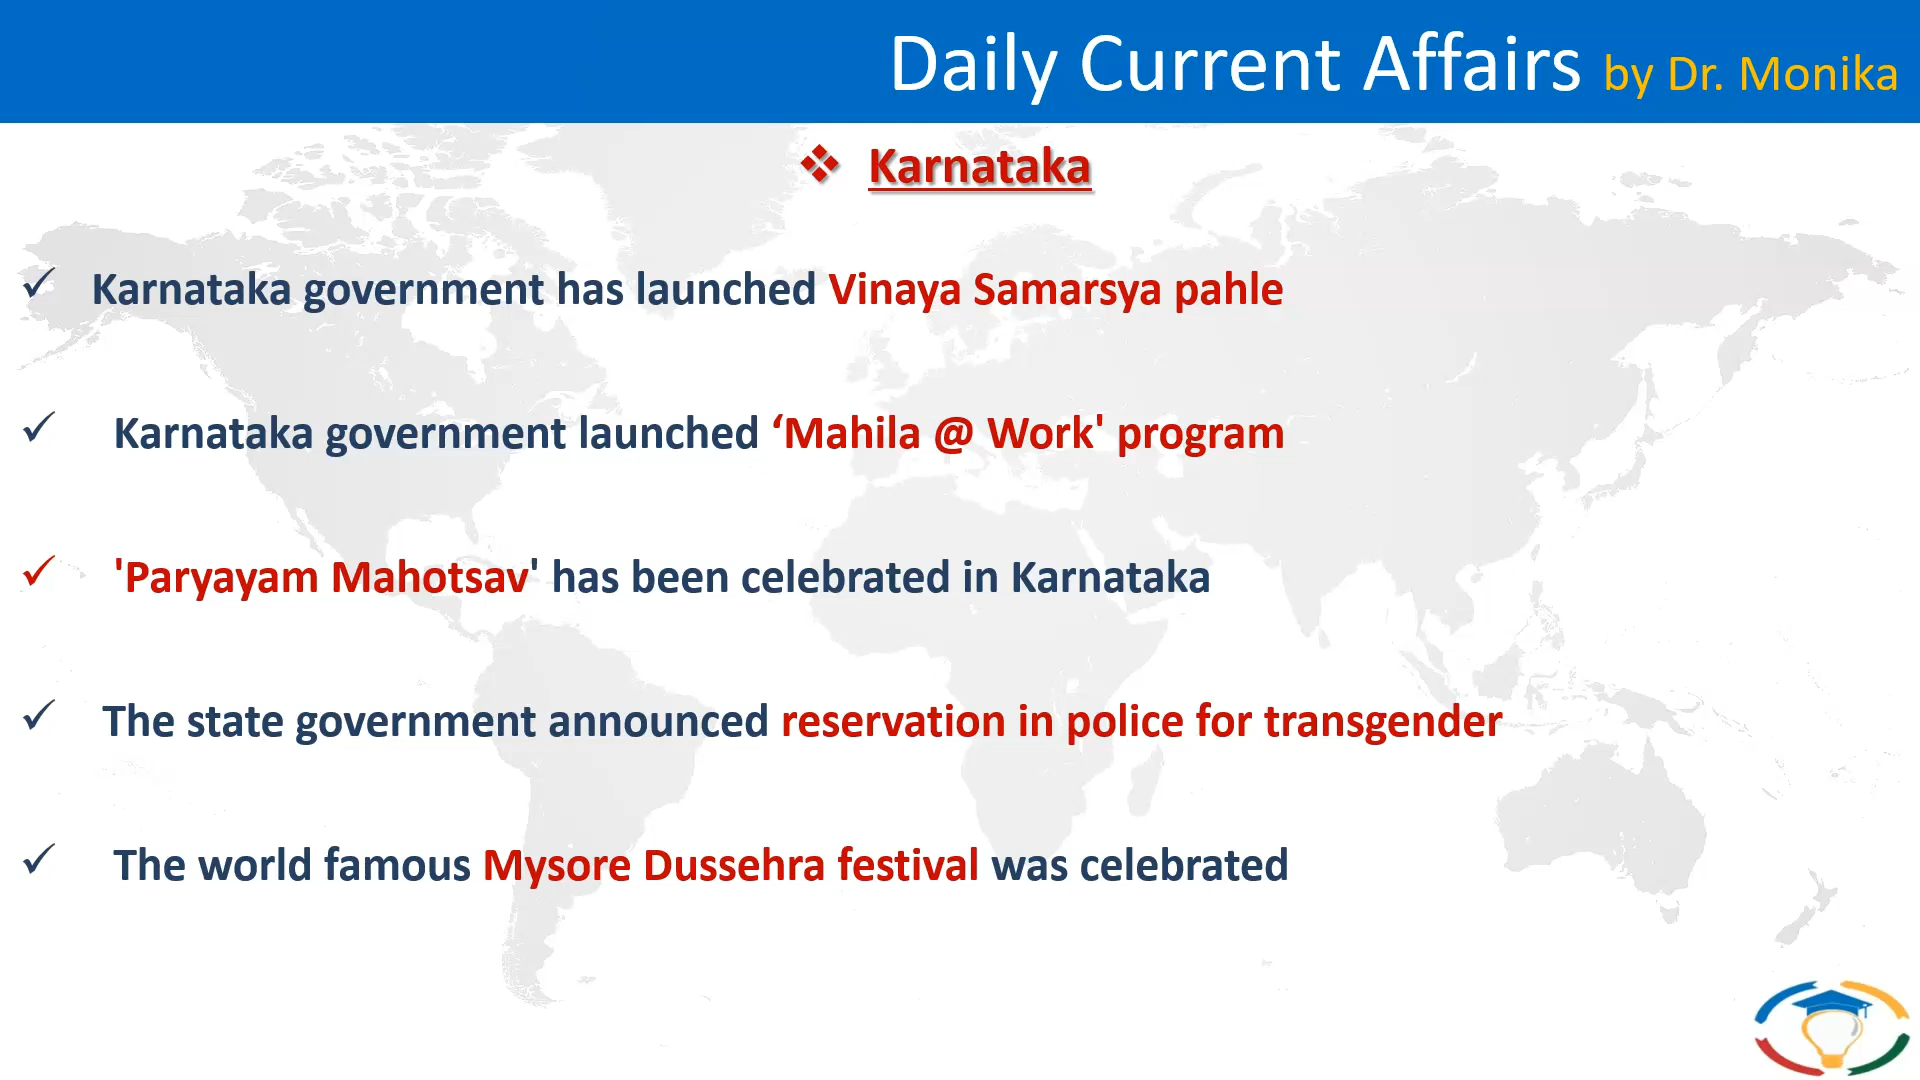 Daily Current Affairs by Dr. Monika
❖ Karnataka
✓ Karnataka government has launched Vinaya Samarsya pahle
✓ Karnataka government launched ‘Mahila @ Work' program
✓ 'Paryayam Mahotsav' has been celebrated in Karnataka
✓ The state government announced reservation in police for transgender
✓ The world famous Mysore Dussehra festival was celebrated